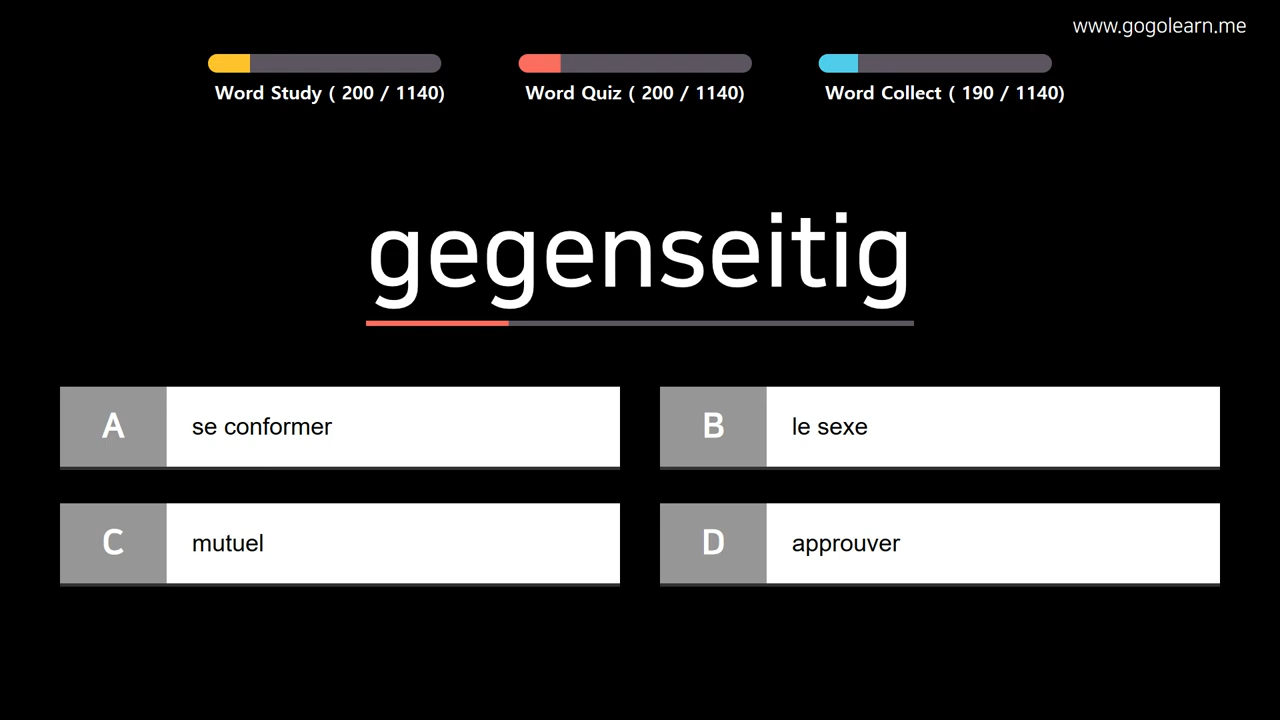 www.gogolearn.me
Word Study ( 200 / 1140)
Word Quiz ( 200 / 1140)
Word Collect ( 190 / 1140)
gegenseitig
A
se conformer
B
le sexe
C
mutuel
D
approuver